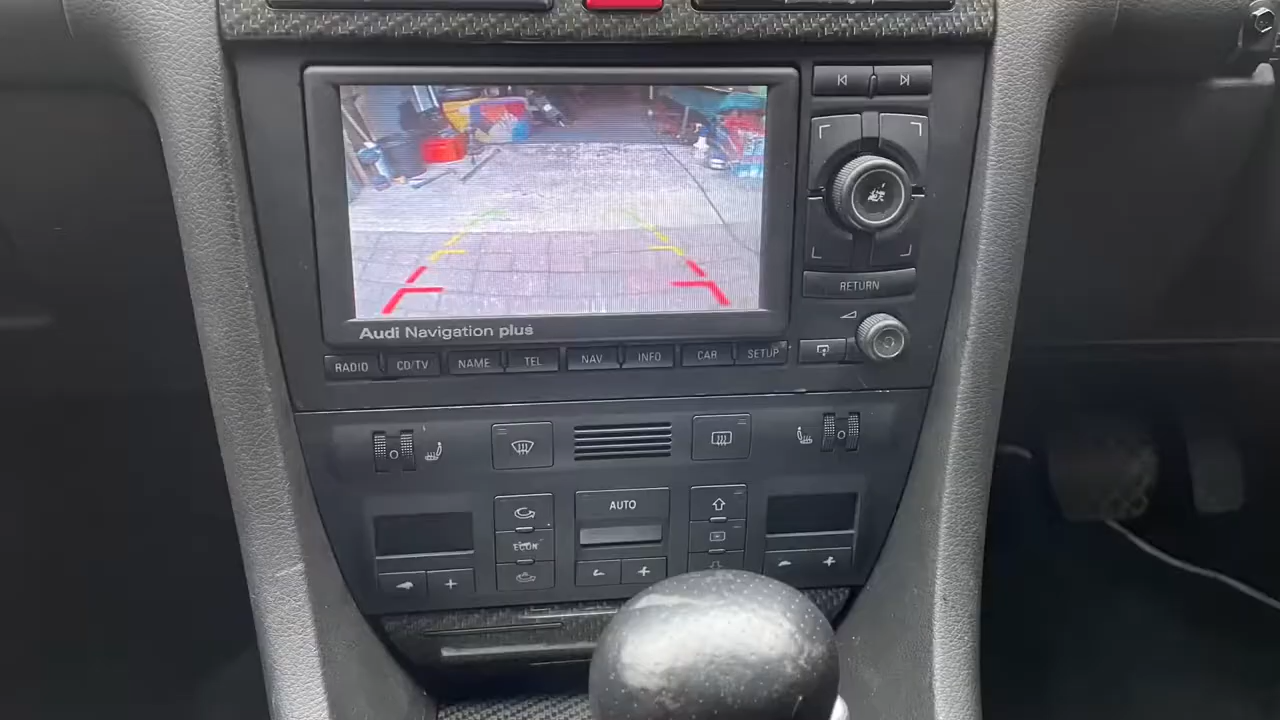 Audi Navigation plus
RETURN
RADIO CD/TV NAME TEL NAV INFO CAR SETUP
AUTO
ECON